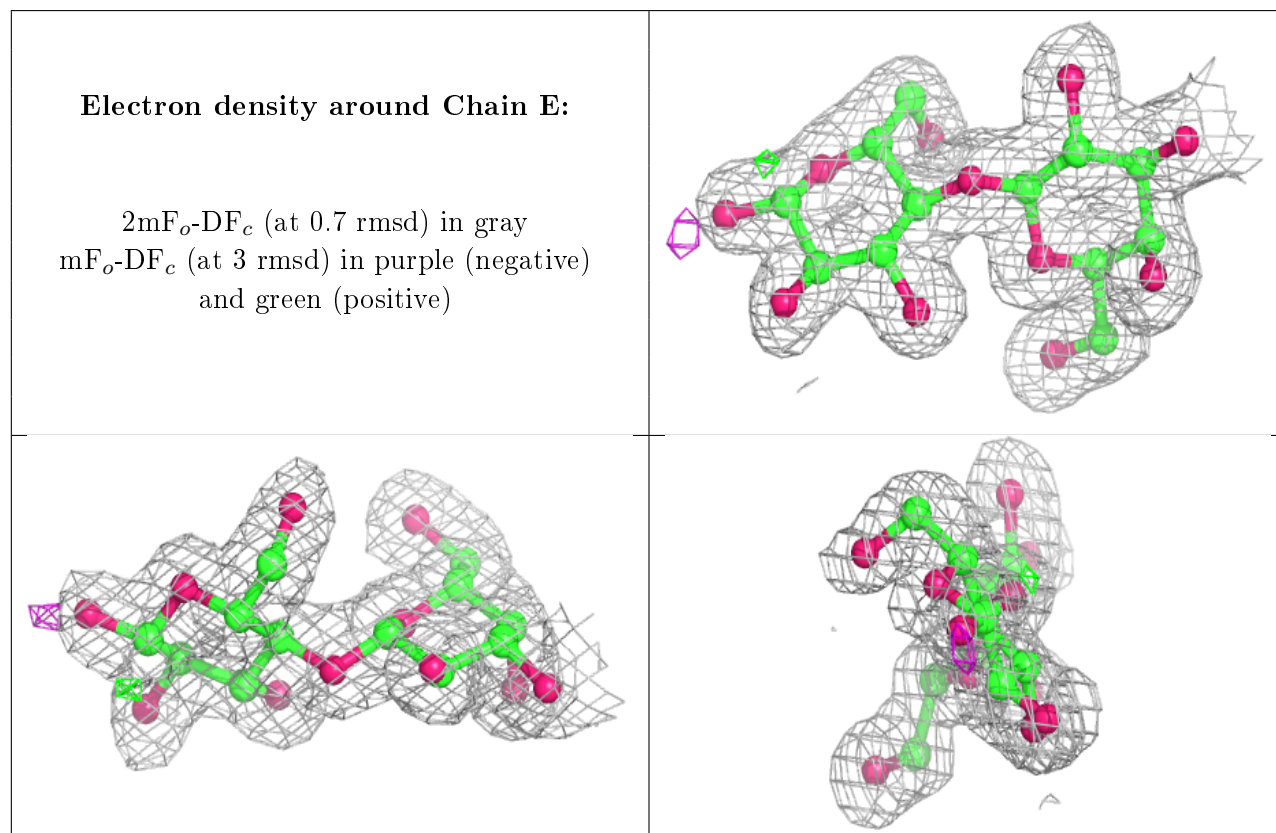 Electron density around Chain E:
2mFₒ-DF𝒸 (at 0.7 rmsd) in gray
mFₒ-DF𝒸 (at 3 rmsd) in purple (negative)
and green (positive)